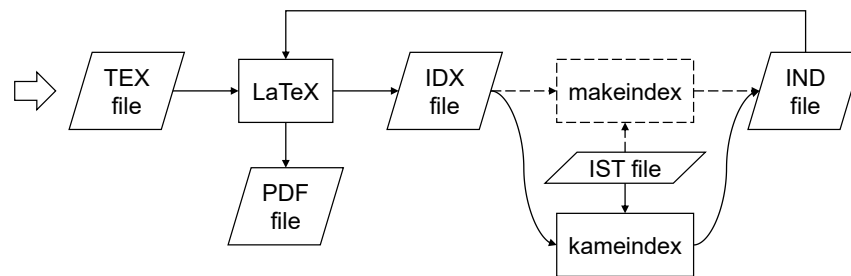 TEX
file
LaTeX
IDX
file
makeindex
IND
file
PDF
file
IST file
kameindex